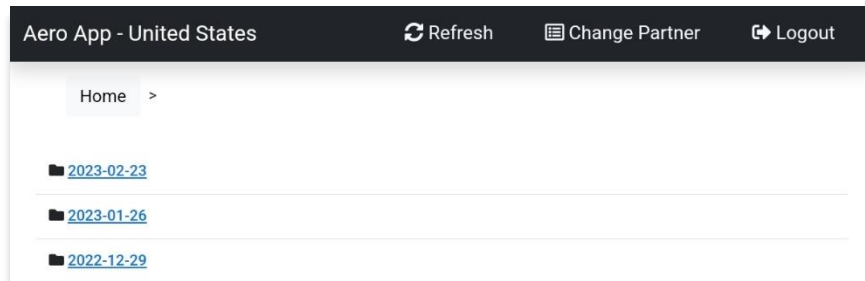 Aero App - United States Refresh Change Partner Logout
Home >
2023-02-23
2023-01-26
2022-12-29